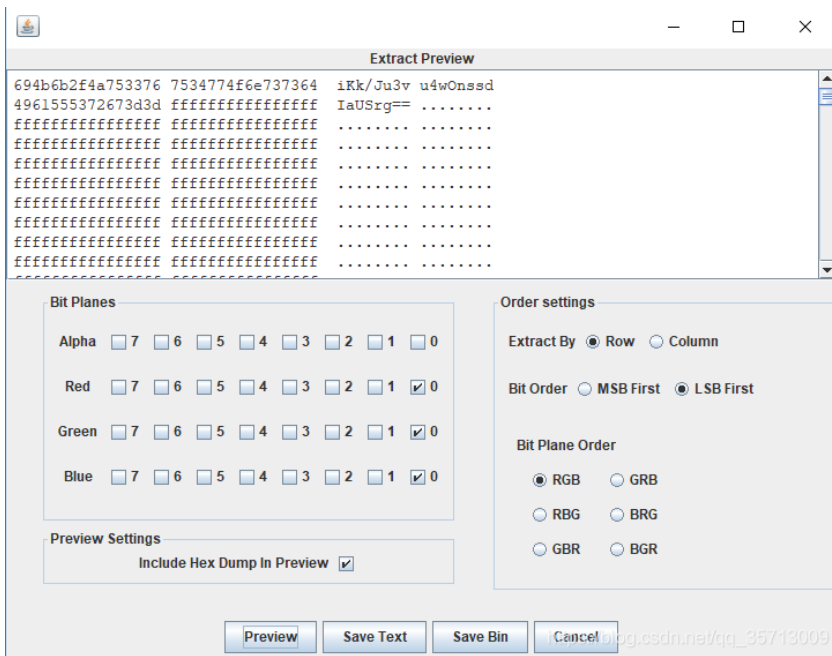 Extract Preview
694b6b2f4a753376 7534774f6e737364 iKk/Ju3v u4wOnssd
4961555372673d3d ffffffffffffffff IaUSrg== ........
ffffffffffffffff ffffffffffffffff ........ ........
ffffffffffffffff ffffffffffffffff ........ ........
ffffffffffffffff ffffffffffffffff ........ ........
ffffffffffffffff ffffffffffffffff ........ ........
ffffffffffffffff ffffffffffffffff ........ ........
ffffffffffffffff ffffffffffffffff ........ ........
ffffffffffffffff ffffffffffffffff ........ ........
ffffffffffffffff ffffffffffffffff ........ ........
Bit Planes
Alpha 7 6 5 4 3 2 1 0
Red 7 6 5 4 3 2 1 0
Green 7 6 5 4 3 2 1 0
Blue 7 6 5 4 3 2 1 0
Preview Settings
Include Hex Dump In Preview
Order settings
Extract By Row Column
Bit Order MSB First LSB First
Bit Plane Order
RGB GRB
RBG BRG
GBR BGR
Preview Save Text Save Bin Cancel
blog.csdn.net/qq_35713009